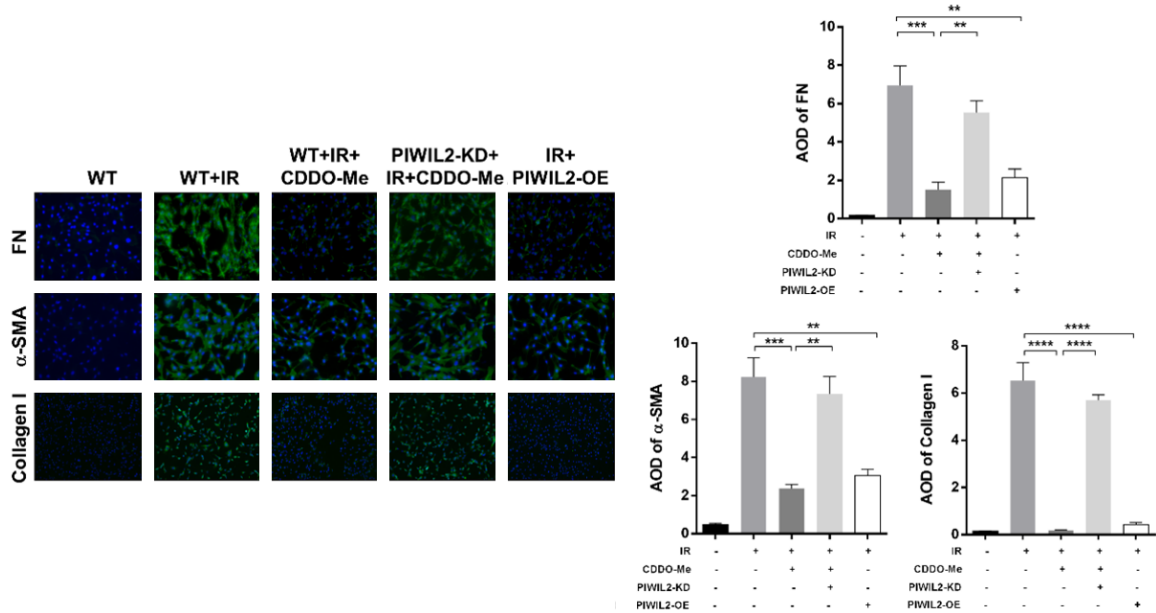 WT
WT+IR
WT+IR+
CDDO-Me
PIWIL2-KD+
IR+CDDO-Me
IR+
PIWIL2-OE
FN
α-SMA
Collagen I
AOD of FN
10
8
6
4
2
0
**
*** **
IR - + + + +
CDDO-Me - - + + -
PIWIL2-KD - - - + -
PIWIL2-OE - - - - +
AOD of α-SMA
10
8
6
4
2
0
**
*** **
IR - + + + +
CDDO-Me - - + + -
PIWIL2-KD - - - + -
PIWIL2-OE - - - - +
AOD of Collagen I
8
6
4
2
0
****
**** ****
IR - + + + +
CDDO-Me - - + + -
PIWIL2-KD - - - + -
PIWIL2-OE - - - - +